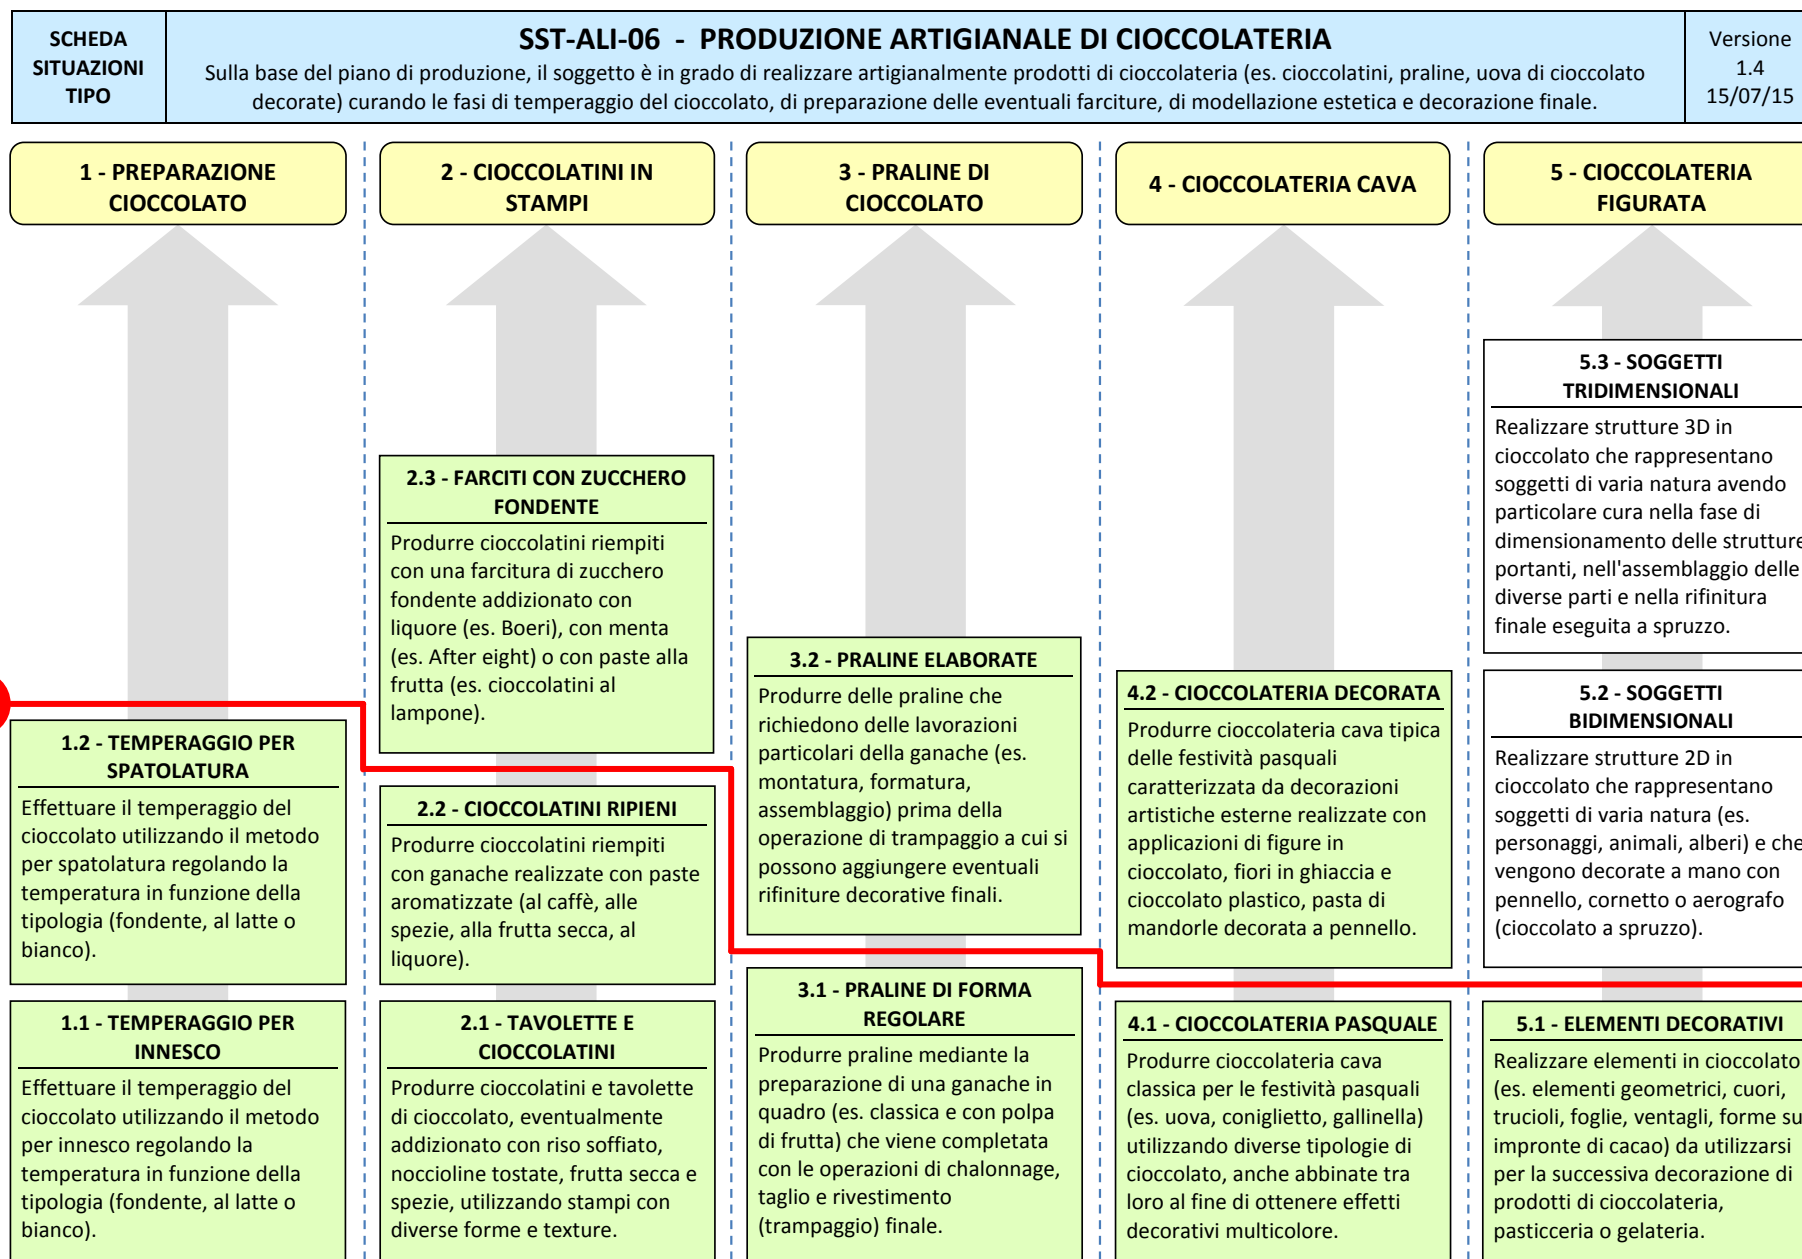 SCHEDA
SITUAZIONI
TIPO
SST-ALI-06 - PRODUZIONE ARTIGIANALE DI CIOCCOLATERIA
Sulla base del piano di produzione, il soggetto è in grado di realizzare artigianalmente prodotti di cioccolateria (es. cioccolatini, praline, uova di cioccolato
decorate) curando le fasi di temperaggio del cioccolato, di preparazione delle eventuali farciture, di modellazione estetica e decorazione finale.
Versione
1.4
15/07/15
1 - PREPARAZIONE
CIOCCOLATO
2 - CIOCCOLATINI IN
STAMPI
3 - PRALINE DI
CIOCCOLATO
4 - CIOCCOLATERIA CAVA
5 - CIOCCOLATERIA
FIGURATA
1.2 - TEMPERAGGIO PER
SPATOLATURA
Effettuare il temperaggio del
cioccolato utilizzando il metodo
per spatolatura regolando la
temperatura in funzione della
tipologia (fondente, al latte o
bianco).
1.1 - TEMPERAGGIO PER
INNESCO
Effettuare il temperaggio del
cioccolato utilizzando il metodo
per innesco regolando la
temperatura in funzione della
tipologia (fondente, al latte o
bianco).
2.3 - FARCITI CON ZUCCHERO
FONDENTE
Produrre cioccolatini riempiti
con una farcitura di zucchero
fondente addizionato con
liquore (es. Boeri), con menta
(es. After eight) o con paste alla
frutta (es. cioccolatini al
lampone).
2.2 - CIOCCOLATINI RIPIENI
Produrre cioccolatini riempiti
con ganache realizzate con paste
aromatizzate (al caffè, alle
spezie, alla frutta secca, al
liquore).
2.1 - TAVOLETTE E
CIOCCOLATINI
Produrre cioccolatini e tavolette
di cioccolato, eventualmente
addizionato con riso soffiato,
noccioline tostate, frutta secca e
spezie, utilizzando stampi con
diverse forme e texture.
3.2 - PRALINE ELABORATE
Produrre delle praline che
richiedono delle lavorazioni
particolari della ganache (es.
montatura, formatura,
assemblaggio) prima della
operazione di trampaggio a cui si
possono aggiungere eventuali
rifiniture decorative finali.
3.1 - PRALINE DI FORMA
REGOLARE
Produrre praline mediante la
preparazione di una ganache in
quadro (es. classica e con polpa
di frutta) che viene completata
con le operazioni di chalonnage,
taglio e rivestimento
(trampaggio) finale.
4.2 - CIOCCOLATERIA DECORATA
Produrre cioccolateria cava tipica
delle festività pasquali
caratterizzata da decorazioni
artistiche esterne realizzate con
applicazioni di figure in
cioccolato, fiori in ghiaccia e
cioccolato plastico, pasta di
mandorle decorata a pennello.
4.1 - CIOCCOLATERIA PASQUALE
Produrre cioccolateria cava
classica per le festività pasquali
(es. uova, coniglietto, gallinella)
utilizzando diverse tipologie di
cioccolato, anche abbinate tra
loro al fine di ottenere effetti
decorativi multicolore.
5.3 - SOGGETTI
TRIDIMENSIONALI
Realizzare strutture 3D in
cioccolato che rappresentano
soggetti di varia natura avendo
particolare cura nella fase di
dimensionamento delle strutture
portanti, nell'assemblaggio delle
diverse parti e nella rifinitura
finale eseguita a spruzzo.
5.2 - SOGGETTI
BIDIMENSIONALI
Realizzare strutture 2D in
cioccolato che rappresentano
soggetti di varia natura (es.
personaggi, animali, alberi) e che
vengono decorate a mano con
pennello, cornetto o aerografo
(cioccolato a spruzzo).
5.1 - ELEMENTI DECORATIVI
Realizzare elementi in cioccolato
(es. elementi geometrici, cuori,
trucioli, foglie, ventagli, forme su
impronte di cacao) da utilizzarsi
per la successiva decorazione di
prodotti di cioccolateria,
pasticceria o gelateria.